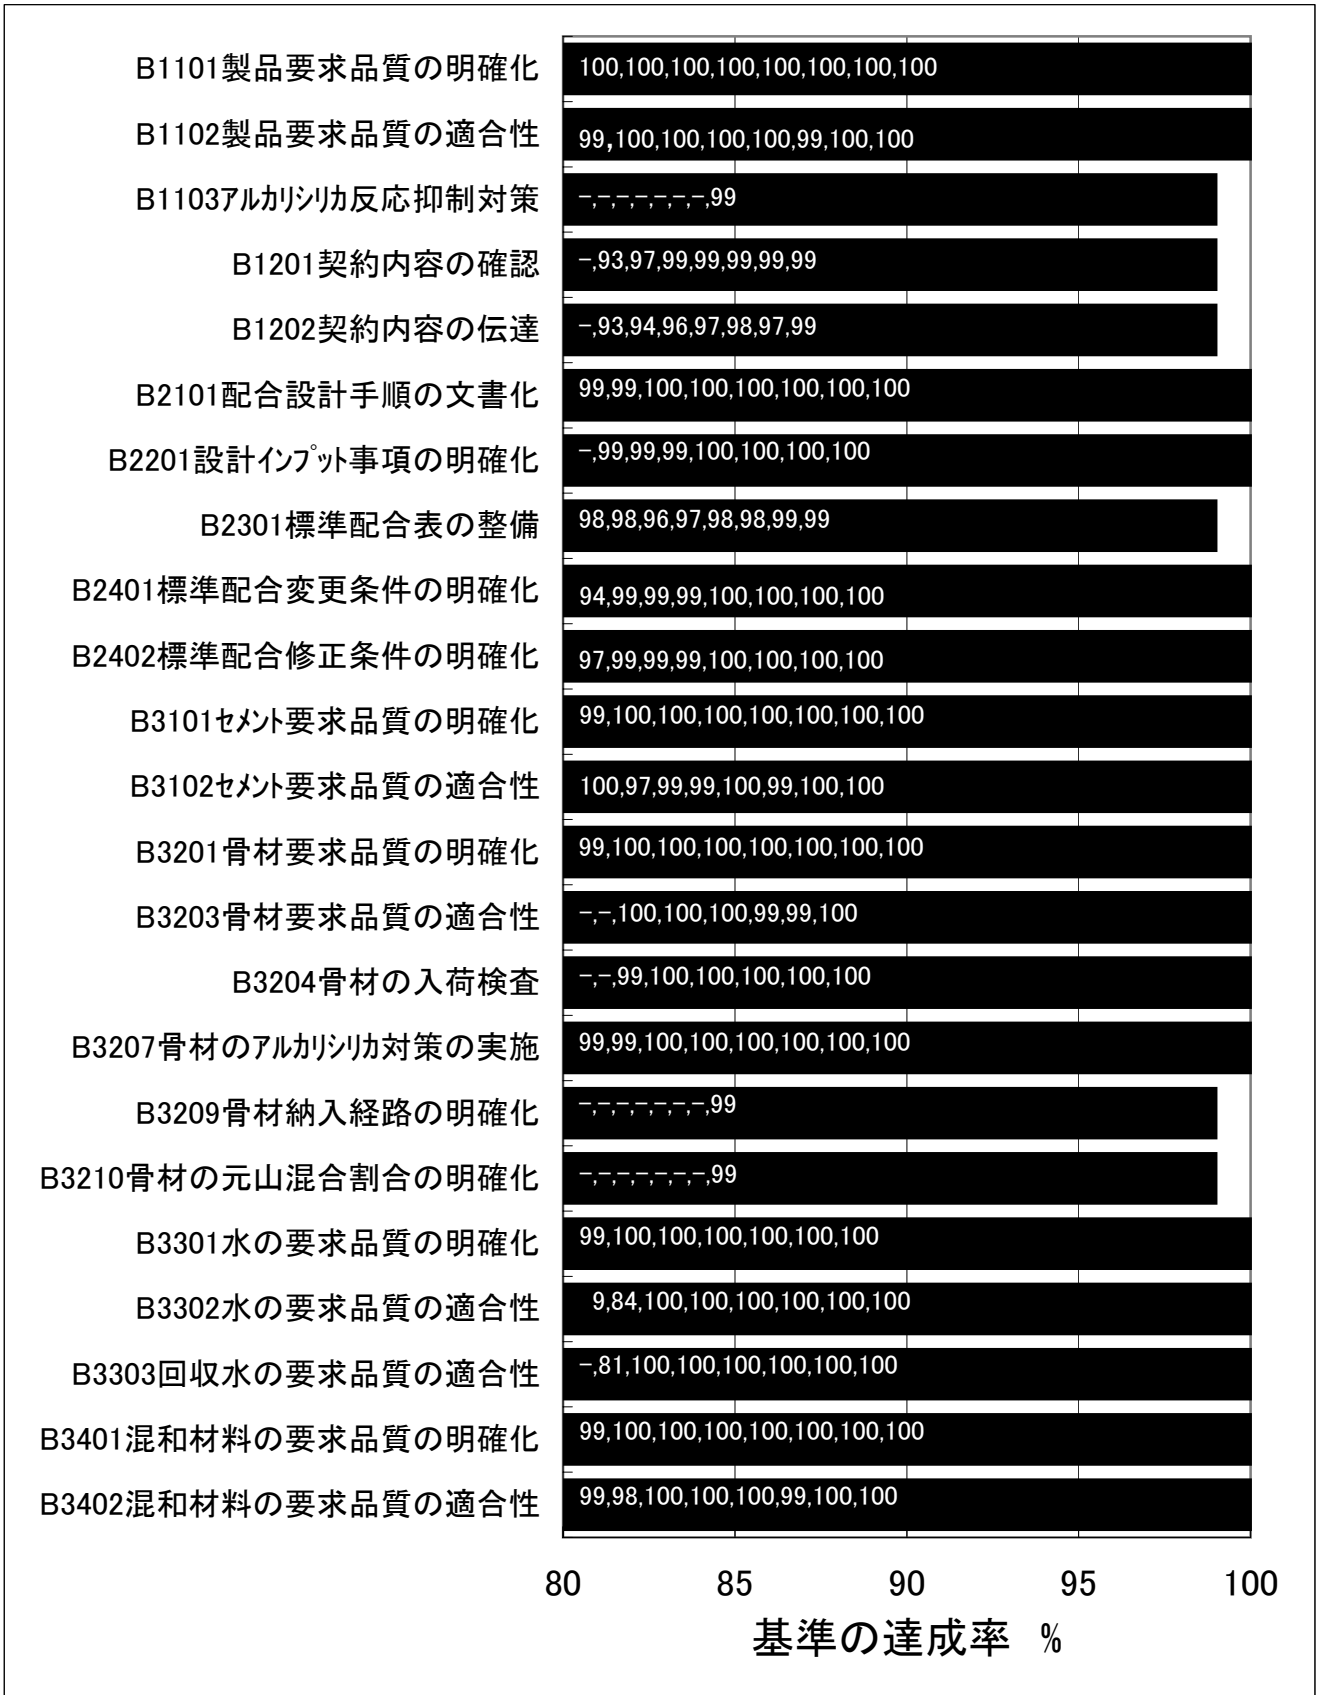 B1101製品要求品質の明確化 100,100,100,100,100,100,100,100
B1102製品要求品質の適合性 99,100,100,100,100,99,100,100
B1103ｱﾙｶﾘｼﾘｶ反応抑制対策 -,-,-,-,-,-,-,99
B1201契約内容の確認 -,93,97,99,99,99,99,99
B1202契約内容の伝達 -,93,94,96,97,98,97,99
B2101配合設計手順の文書化 99,99,100,100,100,100,100,100
B2201設計ｲﾝﾌﾟｯﾄ事項の明確化 -,99,99,99,100,100,100,100
B2301標準配合表の整備 98,98,96,97,98,98,99,99
B2401標準配合変更条件の明確化 94,99,99,99,100,100,100,100
B2402標準配合修正条件の明確化 97,99,99,99,100,100,100,100
B3101ｾﾒﾝﾄ要求品質の明確化 99,100,100,100,100,100,100,100
B3102ｾﾒﾝﾄ要求品質の適合性 100,97,99,99,100,99,100,100
B3201骨材要求品質の明確化 99,100,100,100,100,100,100,100
B3203骨材要求品質の適合性 -,-,100,100,100,99,99,100
B3204骨材の入荷検査 -,-,99,100,100,100,100,100
B3207骨材のｱﾙｶﾘｼﾘｶ対策の実施 99,99,100,100,100,100,100,100
B3209骨材納入経路の明確化 -,-,-,-,-,-,-,99
B3210骨材の元山混合割合の明確化 -,-,-,-,-,-,-,99
B3301水の要求品質の明確化 99,100,100,100,100,100,100
B3302水の要求品質の適合性 9,84,100,100,100,100,100,100
B3303回収水の要求品質の適合性 -,81,100,100,100,100,100,100
B3401混和材料の要求品質の明確化 99,100,100,100,100,100,100,100
B3402混和材料の要求品質の適合性 99,98,100,100,100,99,100,100
80 85 90 95 100
基準の達成率 %